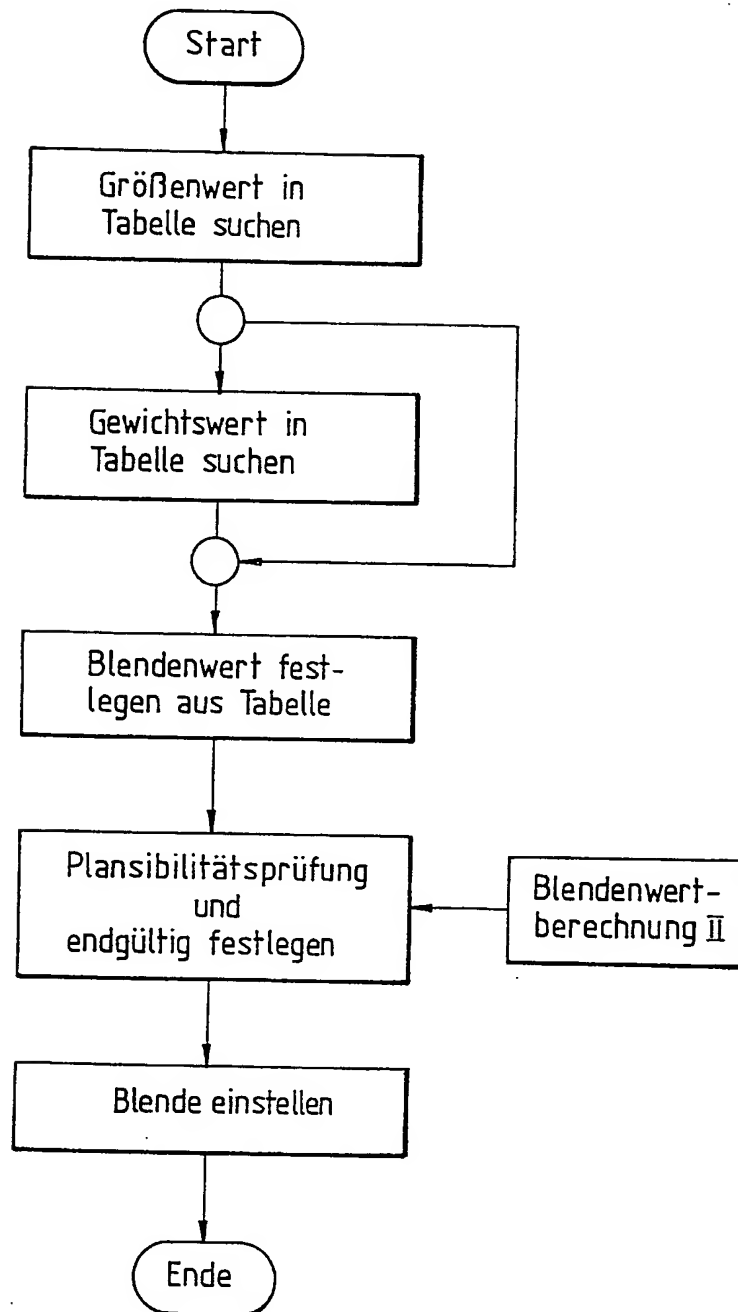 Start
Größenwert in
Tabelle suchen
Gewichtswert in
Tabelle suchen
Blendenwert fest-
legen aus Tabelle
Plansibilitätsprüfung
und
endgültig festlegen
Blendenwert-
berechnung II
Blende einstellen
Ende